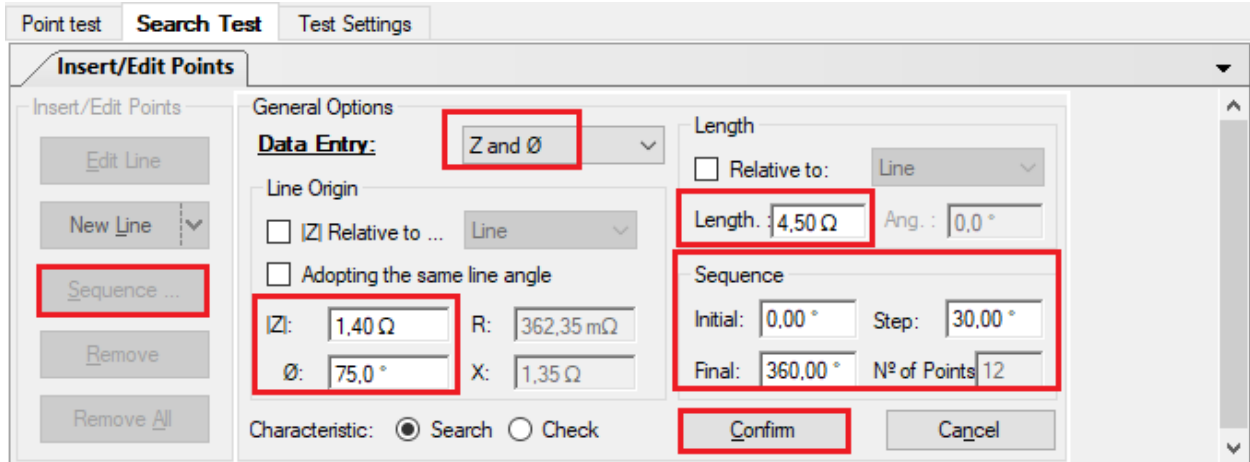 Point test Search Test Test Settings
Insert/Edit Points
Insert/Edit Points
Edit Line
New Line
Sequence ...
Remove
Remove All
General Options
Data Entry: Z and Ø
Line Origin
|Z| Relative to ... Line
Adopting the same line angle
|Z|: 1,40 Ω R: 362,35 mΩ
Ø: 75,0 ° X: 1,35 Ω
Characteristic: Search Check
Length
Relative to: Line
Length. : 4,50 Ω Ang. : 0,0 °
Sequence
Initial: 0,00 ° Step: 30,00 °
Final: 360,00 ° Nº of Points 12
Confirm Cancel